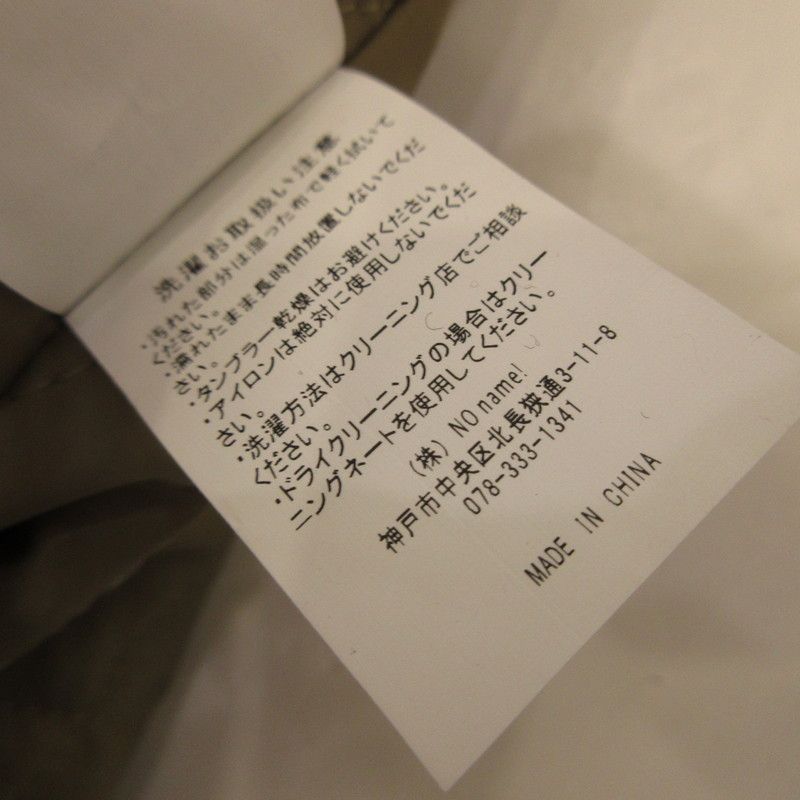 洗濯お取扱い注意
・汚れた部分は湿った布で軽く拭いて
ください。
・濡れたまま長時間放置しないでくだ
さい。
・タンブラー乾燥はお避けください。
・アイロンは絶対に使用しないでくだ
さい。
・洗濯方法はクリーニング店でご相談
ください。
・ドライクリーニングの場合はクリー
ニングネートを使用してください。
(株) NO name!
神戸市中央区北長狭通3-11-8
078-333-1341
MADE IN CHINA